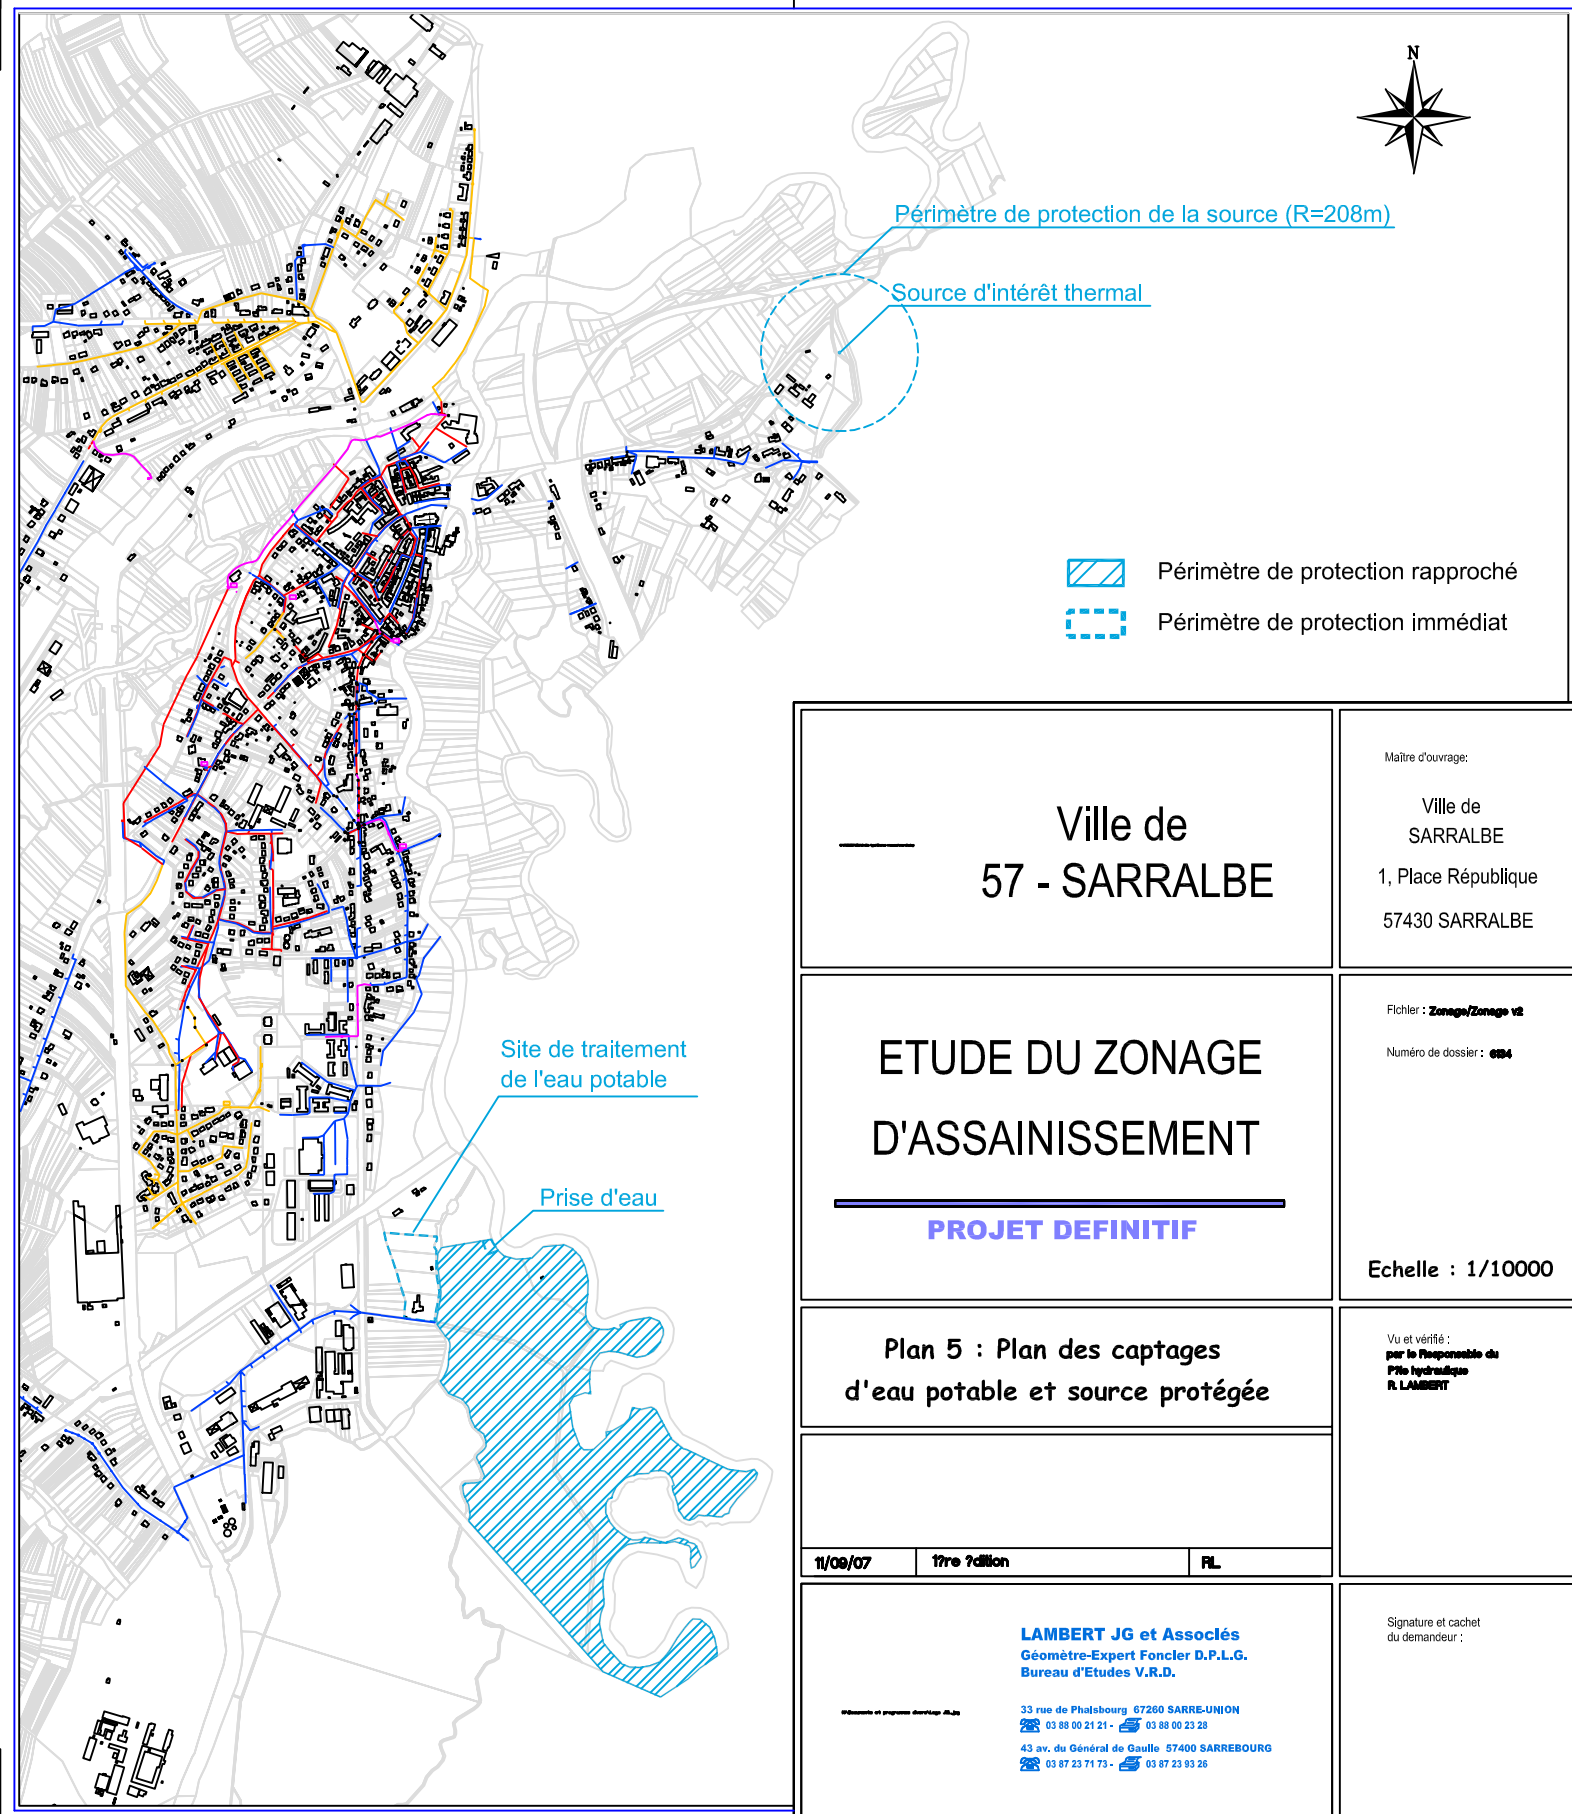 N
Périmètre de protection de la source (R=208m)
Source d'intérêt thermal
Périmètre de protection rapproché
Périmètre de protection immédiat
Site de traitement
de l'eau potable
Prise d'eau
Ville de
57 - SARRALBE
Maître d'ouvrage:
Ville de
SARRALBE
1, Place République
57430 SARRALBE
ETUDE DU ZONAGE
D'ASSAINISSEMENT
PROJET DEFINITIF
Fichier : Zonage/Zonage v2
Numéro de dossier : 6134
Echelle : 1/10000
Plan 5 : Plan des captages
d'eau potable et source protégée
Vu et vérifié :
par le Responsable du
P?le hydraulique
R. LAMBERT
11/09/07 1?re ?dition RL
LAMBERT JG et Associés
Géomètre-Expert Foncier D.P.L.G.
Bureau d'Etudes V.R.D.
33 rue de Phalsbourg 67260 SARRE-UNION
03 88 00 21 21 - 03 88 00 23 28
43 av. du Général de Gaulle 57400 SARREBOURG
03 87 23 71 73 - 03 87 23 93 26
Signature et cachet
du demandeur :